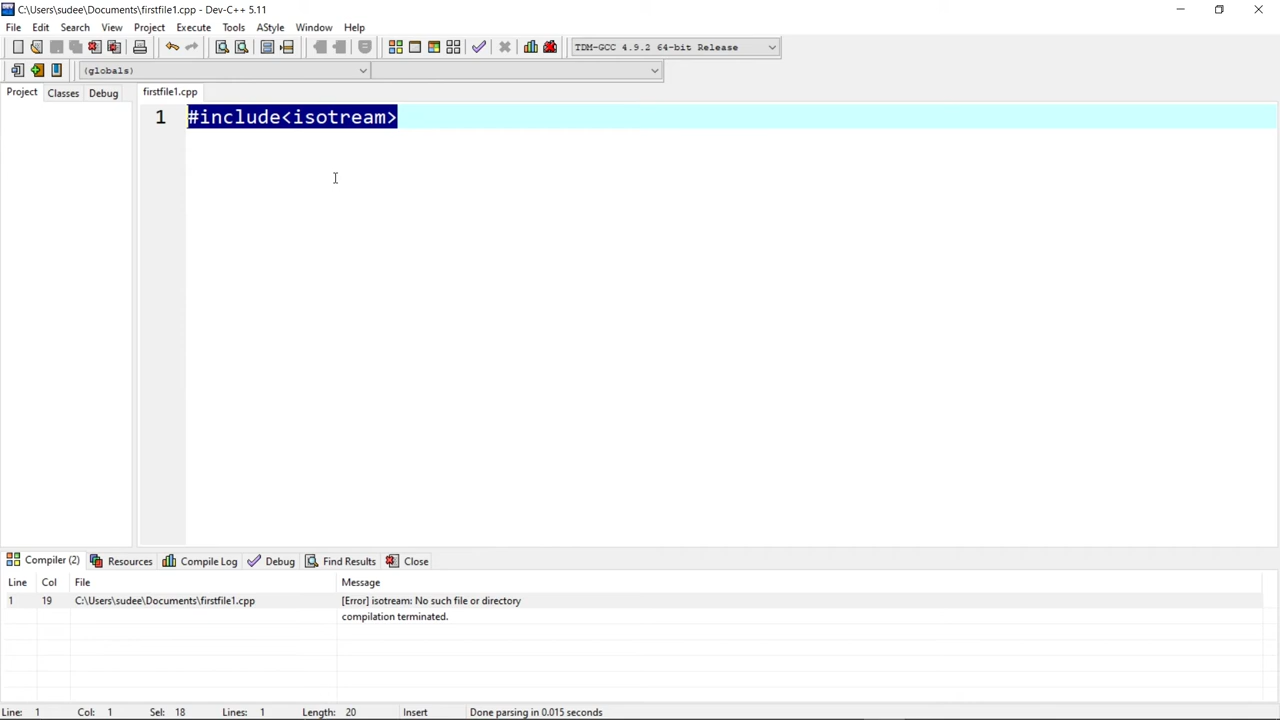 C:\Users\sudee\Documents\firstfile1.cpp - Dev-C++ 5.11
File Edit Search View Project Execute Tools AStyle Window Help
TDM-GCC 4.9.2 64-bit Release
(globals)
Project Classes Debug firstfile1.cpp
1 #include<isotream>
Compiler (2) Resources Compile Log Debug Find Results Close
Line Col File Message
1 19 C:\Users\sudee\Documents\firstfile1.cpp [Error] isotream: No such file or directory
compilation terminated.
Line: 1 Col: 1 Sel: 18 Lines: 1 Length: 20 Insert Done parsing in 0.015 seconds